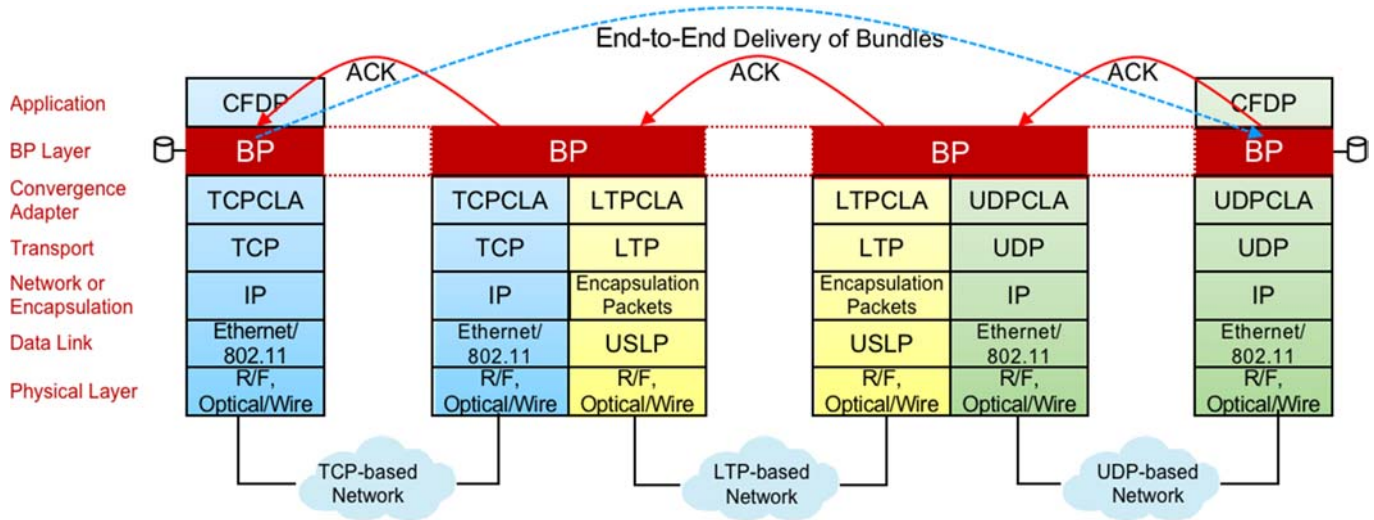 End-to-End Delivery of Bundles
ACK
ACK
ACK
Application
CFDP
CFDP
BP Layer
BP
BP
BP
BP
Convergence
Adapter
TCPCLA
TCPCLA
LTPCLA
LTPCLA
UDPCLA
UDPCLA
Transport
TCP
TCP
LTP
LTP
UDP
UDP
Network or
Encapsulation
IP
IP
Encapsulation
Packets
Encapsulation
Packets
IP
IP
Data Link
Ethernet/
802.11
Ethernet/
802.11
USLP
USLP
Ethernet/
802.11
Ethernet/
802.11
Physical Layer
R/F,
Optical/Wire
R/F,
Optical/Wire
R/F,
Optical/Wire
R/F,
Optical/Wire
R/F,
Optical/Wire
R/F,
Optical/Wire
TCP-based
Network
LTP-based
Network
UDP-based
Network